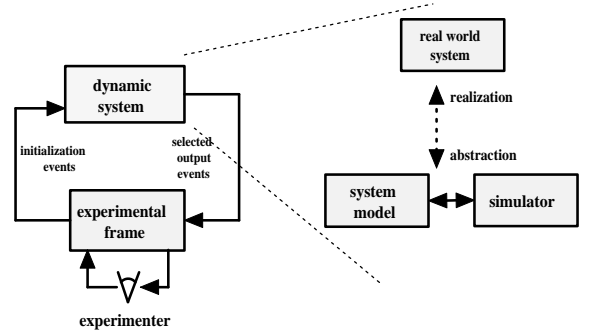 real world
system
dynamic
system
realization
initialization
events
selected
output
events
abstraction
experimental
frame
system
model
simulator
experimenter